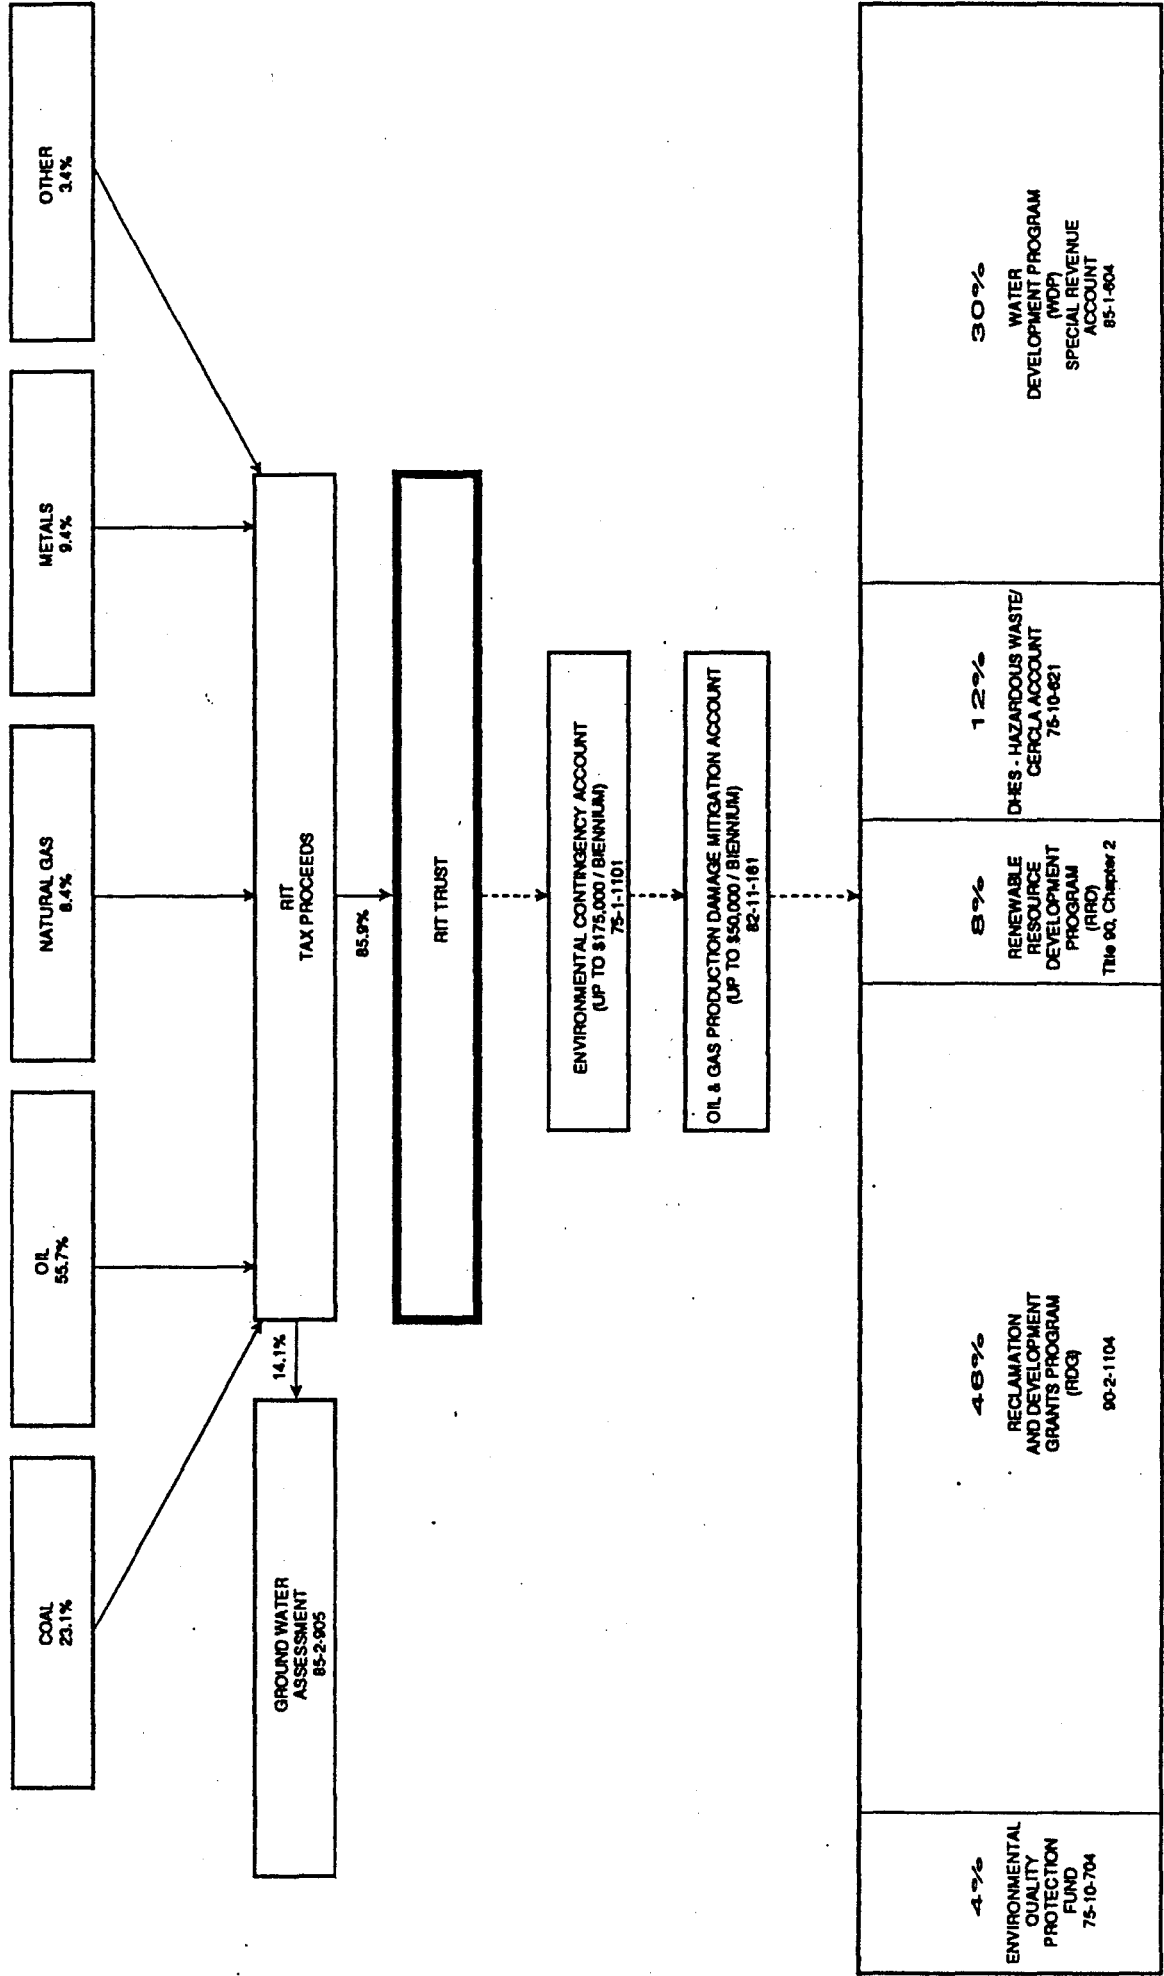 COAL
23.1%
OIL
55.7%
NATURAL GAS
8.4%
METALS
9.4%
OTHER
3.4%
GROUND WATER
ASSESSMENT
85-2-905
14.1%
RIT
TAX PROCEEDS
85.9%
RIT TRUST
ENVIRONMENTAL CONTINGENCY ACCOUNT
(UP TO $175,000 / BIENNIUM)
75-1-1101
OIL & GAS PRODUCTION DAMAGE MITIGATION ACCOUNT
(UP TO $50,000 / BIENNIUM)
82-11-161
4%
ENVIRONMENTAL
QUALITY
PROTECTION
FUND
75-10-704
46%
RECLAMATION
AND DEVELOPMENT
GRANTS PROGRAM
(RDG)
90-2-1104
8%
RENEWABLE
RESOURCE
DEVELOPMENT
PROGRAM
(RRD)
Title 90, Chapter 2
12%
DHES - HAZARDOUS WASTE/
CERCLA ACCOUNT
75-10-621
30%
WATER
DEVELOPMENT PROGRAM
(WDP)
SPECIAL REVENUE
ACCOUNT
85-1-604